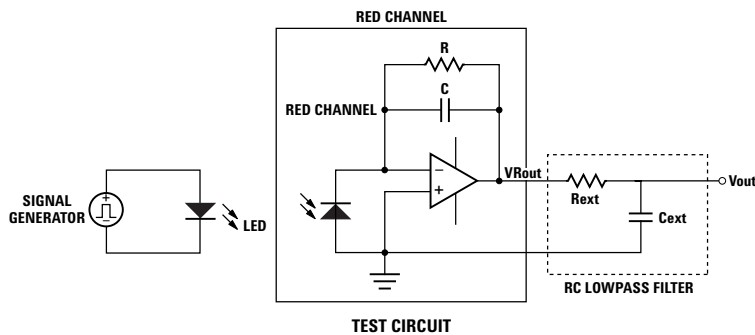 RED CHANNEL
R
C
RED CHANNEL
SIGNAL
GENERATOR
LED
VRout
Rext
Cext
Vout
RC LOWPASS FILTER
TEST CIRCUIT